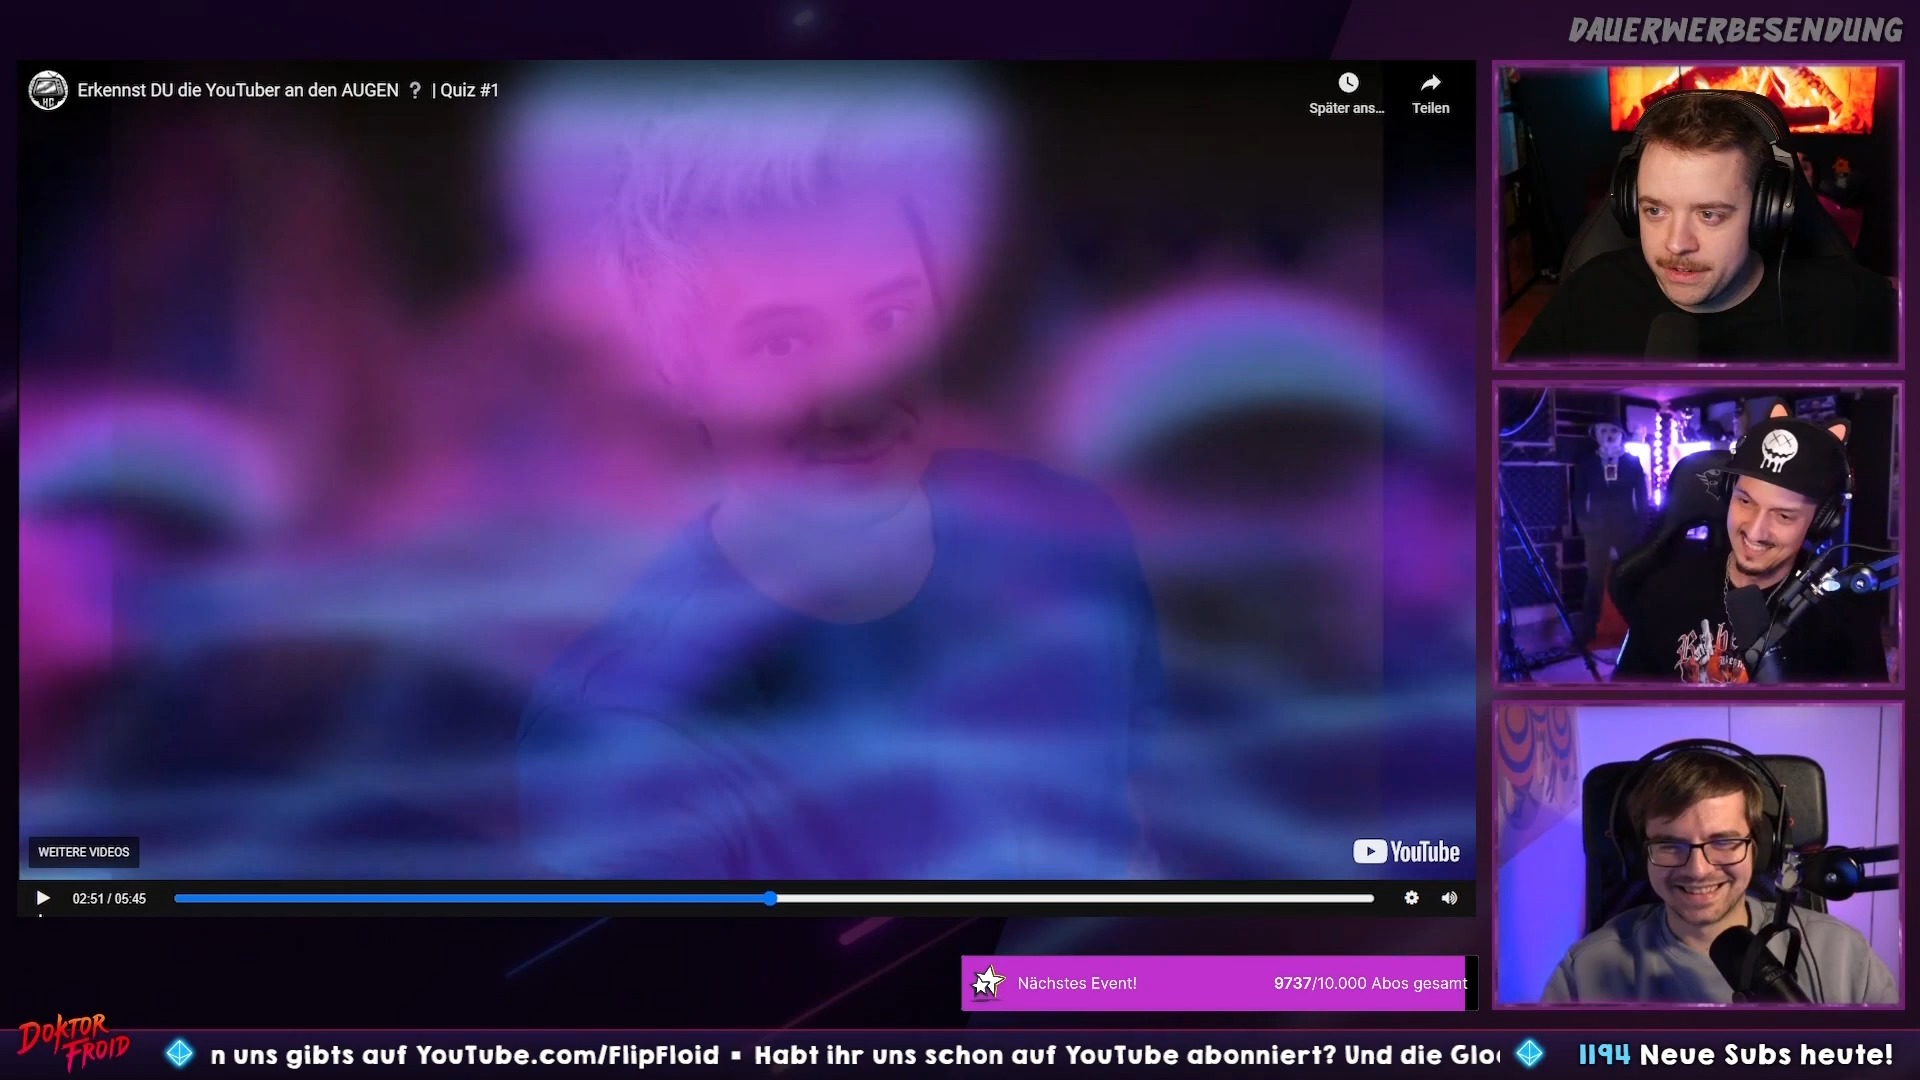 DAUERWERBESENDUNG
Erkennst DU die YouTuber an den AUGEN ❔ | Quiz #1
Später ans...
Teilen
HC
WEITERE VIDEOS
YouTube
02:51 / 05:45
Nächstes Event!
9737/10.000 Abos gesamt
DOKTOR
FROID
n uns gibts auf YouTube.com/FlipFloid ▪ Habt ihr uns schon auf YouTube abonniert? Und die Gloc
1194 Neue Subs heute!